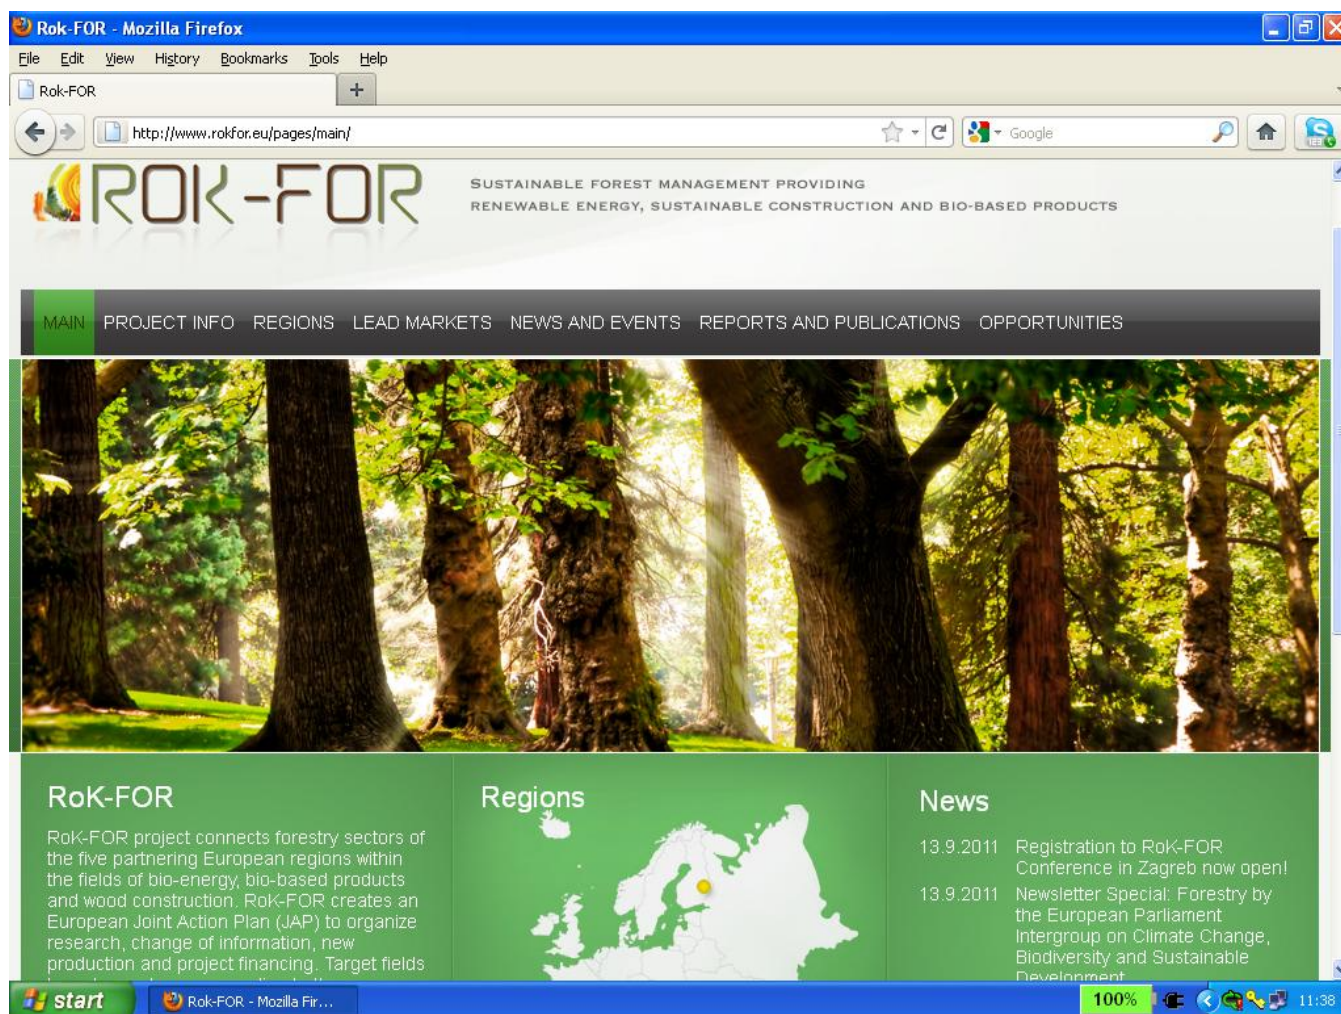 Rok-FOR - Mozilla Firefox
File Edit View History Bookmarks Tools Help
Rok-FOR
http://www.rokfor.eu/pages/main/
Google
ROK-FOR
SUSTAINABLE FOREST MANAGEMENT PROVIDING
RENEWABLE ENERGY, SUSTAINABLE CONSTRUCTION AND BIO-BASED PRODUCTS
MAIN PROJECT INFO REGIONS LEAD MARKETS NEWS AND EVENTS REPORTS AND PUBLICATIONS OPPORTUNITIES
RoK-FOR
RoK-FOR project connects forestry sectors of
the five partnering European regions within
the fields of bio-energy, bio-based products
and wood construction. RoK-FOR creates an
European Joint Action Plan (JAP) to organize
research, change of information, new
production and project financing. Target fields
Regions
News
13.9.2011 Registration to RoK-FOR
Conference in Zagreb now open!
13.9.2011 Newsletter Special: Forestry by
the European Parliament
Intergroup on Climate Change,
Biodiversity and Sustainable
Development
start
Rok-FOR - Mozilla Fir...
100%
11:38